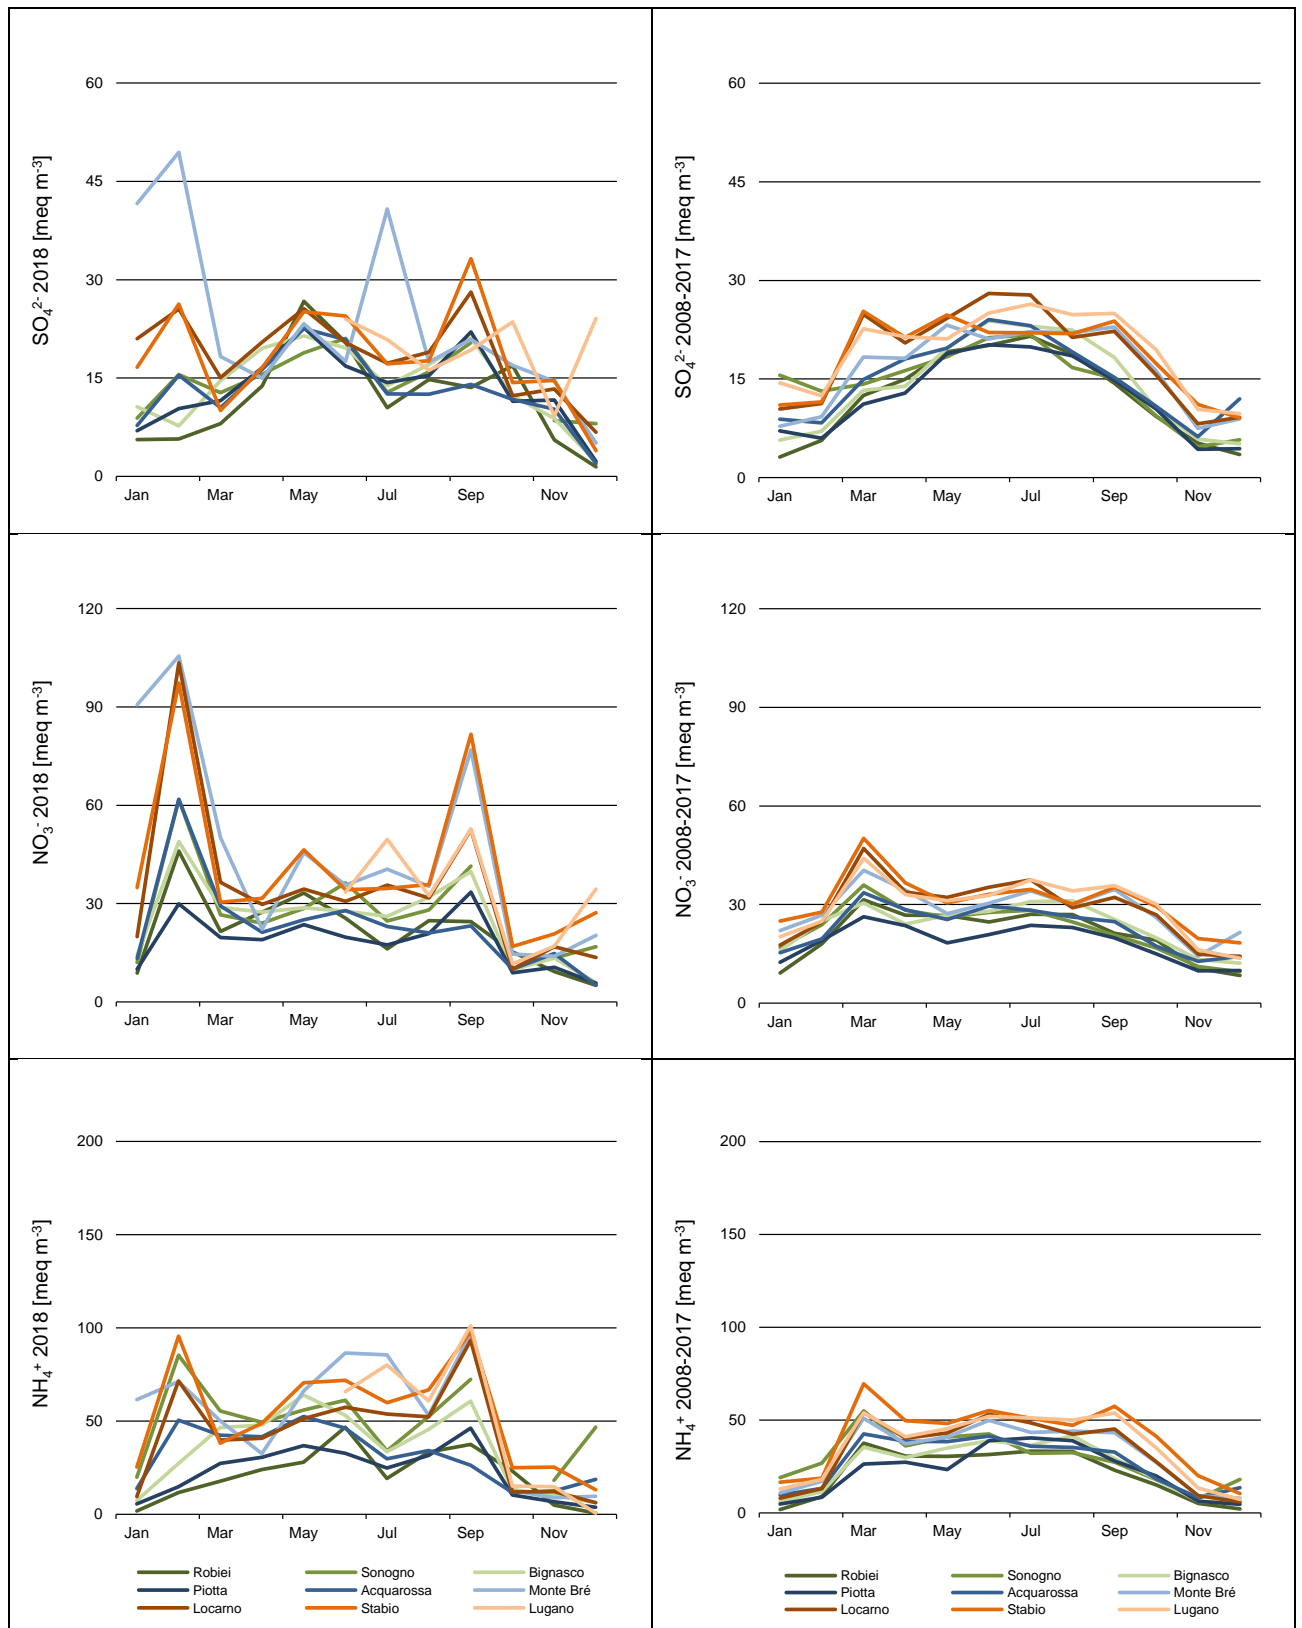 SO₄²⁻ 2018 [meq m⁻³]
60
45
30
15
0
Jan Mar May Jul Sep Nov
SO₄²⁻ 2008-2017 [meq m⁻³]
60
45
30
15
0
Jan Mar May Jul Sep Nov
NO₃⁻ 2018 [meq m⁻³]
120
90
60
30
0
Jan Mar May Jul Sep Nov
NO₃⁻ 2008-2017 [meq m⁻³]
120
90
60
30
0
Jan Mar May Jul Sep Nov
NH₄⁺ 2018 [meq m⁻³]
200
150
100
50
0
Jan Mar May Jul Sep Nov
Robiei Sonogno Bignasco
Piotta Acquarossa Monte Bré
Locarno Stabio Lugano
NH₄⁺ 2008-2017 [meq m⁻³]
200
150
100
50
0
Jan Mar May Jul Sep Nov
Robiei Sonogno Bignasco
Piotta Acquarossa Monte Bré
Locarno Stabio Lugano